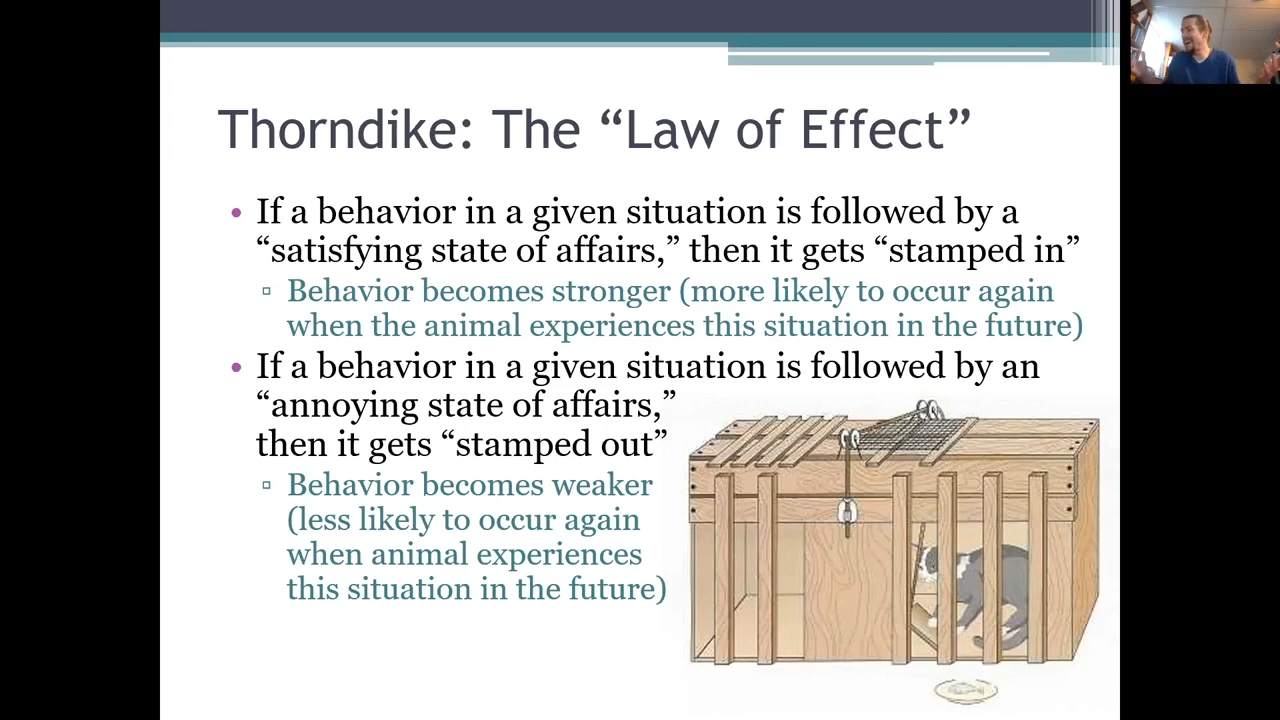 Thorndike: The “Law of Effect”
• If a behavior in a given situation is followed by a
“satisfying state of affairs,” then it gets “stamped in”
▫ Behavior becomes stronger (more likely to occur again
when the animal experiences this situation in the future)
• If a behavior in a given situation is followed by an
“annoying state of affairs,”
then it gets “stamped out”
▫ Behavior becomes weaker
(less likely to occur again
when animal experiences
this situation in the future)